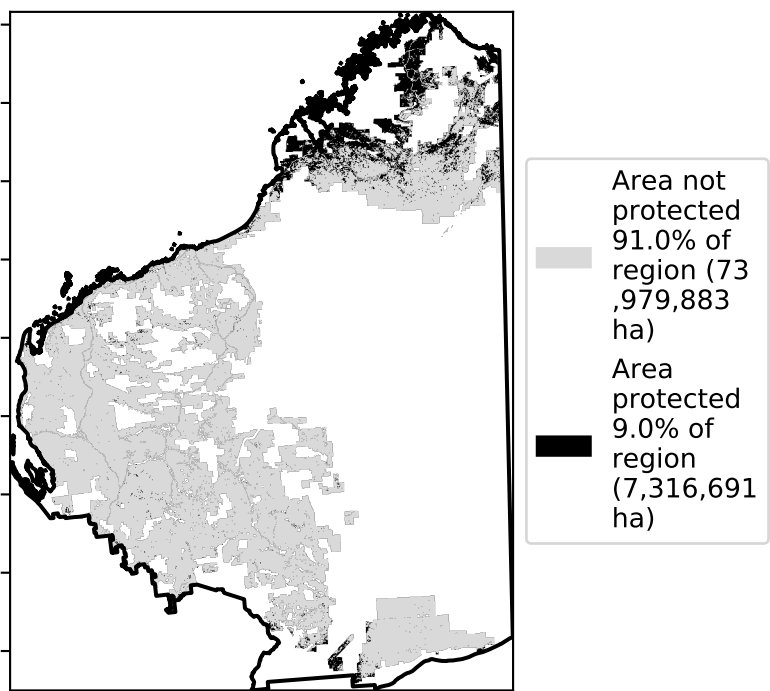 Area not
protected
91.0% of
region (73
,979,883
ha)
Area
protected
9.0% of
region
(7,316,691
ha)